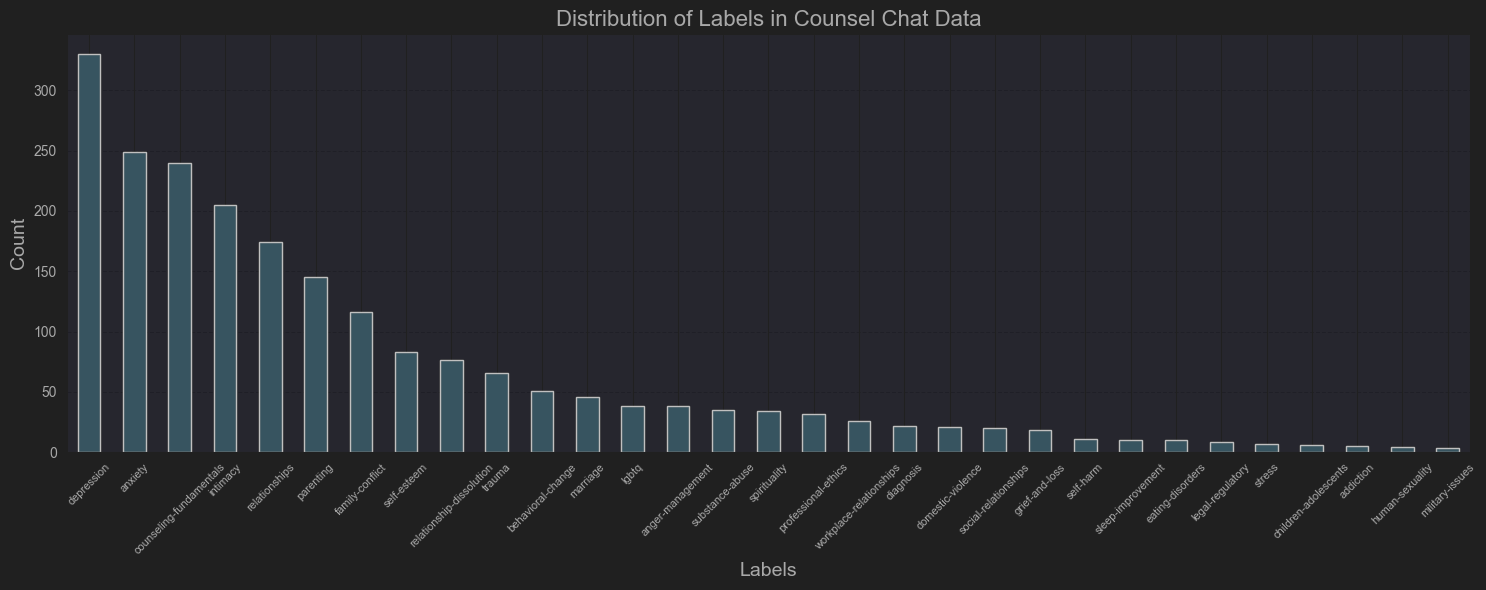 Distribution of Labels in Counsel Chat Data
Count
300
250
200
150
100
50
0
depression
anxiety
counseling-fundamentals
intimacy
relationships
parenting
family-conflict
self-esteem
relationship-dissolution
trauma
behavioral-change
marriage
lgbtq
anger-management
substance-abuse
spirituality
professional-ethics
workplace-relationships
diagnosis
domestic-violence
social-relationships
grief-and-loss
self-harm
sleep-improvement
eating-disorders
legal-regulatory
stress
children-adolescents
addiction
human-sexuality
military-issues
Labels